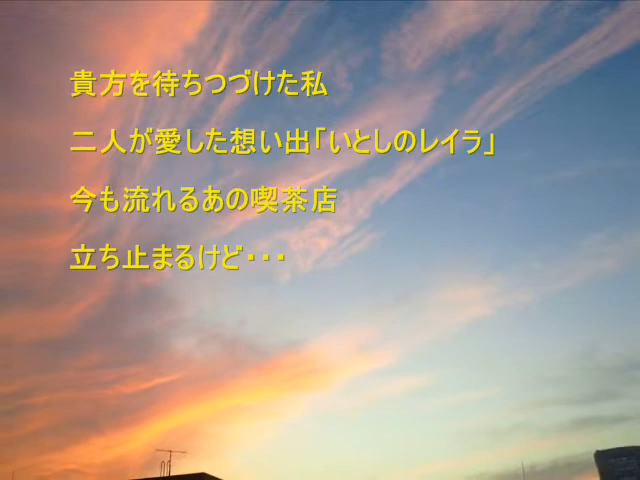 貴方を待ちつづけた私
二人が愛した想い出「いとしのレイラ」
今も流れるあの喫茶店
立ち止まるけど・・・